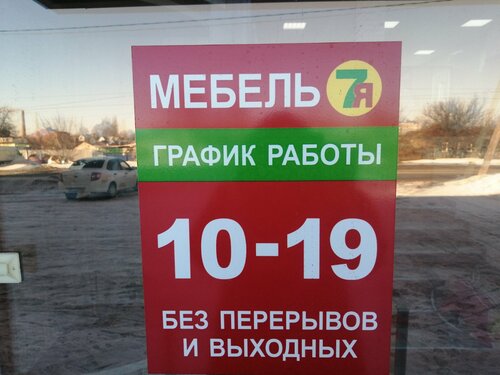 МЕБЕЛЬ 7Я
ГРАФИК РАБОТЫ
10-19
БЕЗ ПЕРЕРЫВОВ
И ВЫХОДНЫХ